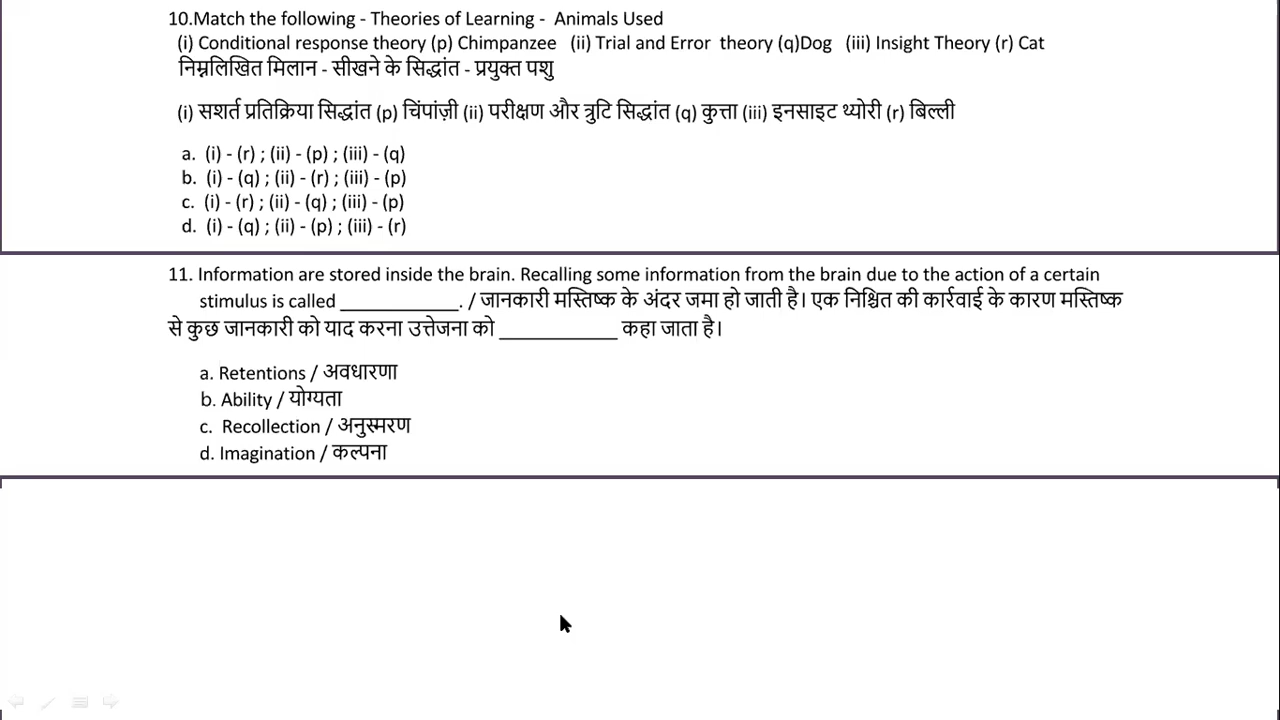 10.Match the following - Theories of Learning - Animals Used
(i) Conditional response theory (p) Chimpanzee (ii) Trial and Error theory (q)Dog (iii) Insight Theory (r) Cat
निम्नलिखित मिलान - सीखने के सिद्धांत - प्रयुक्त पशु
(i) सशर्त प्रतिक्रिया सिद्धांत (p) चिंपांज़ी (ii) परीक्षण और त्रुटि सिद्धांत (q) कुत्ता (iii) इनसाइट थ्योरी (r) बिल्ली
a. (i) - (r) ; (ii) - (p) ; (iii) - (q)
b. (i) - (q) ; (ii) - (r) ; (iii) - (p)
c. (i) - (r) ; (ii) - (q) ; (iii) - (p)
d. (i) - (q) ; (ii) - (p) ; (iii) - (r)
11. Information are stored inside the brain. Recalling some information from the brain due to the action of a certain
stimulus is called ____________. / जानकारी मस्तिष्क के अंदर जमा हो जाती है। एक निश्चित की कार्रवाई के कारण मस्तिष्क
से कुछ जानकारी को याद करना उत्तेजना को ____________ कहा जाता है।
a. Retentions / अवधारणा
b. Ability / योग्यता
c. Recollection / अनुस्मरण
d. Imagination / कल्पना